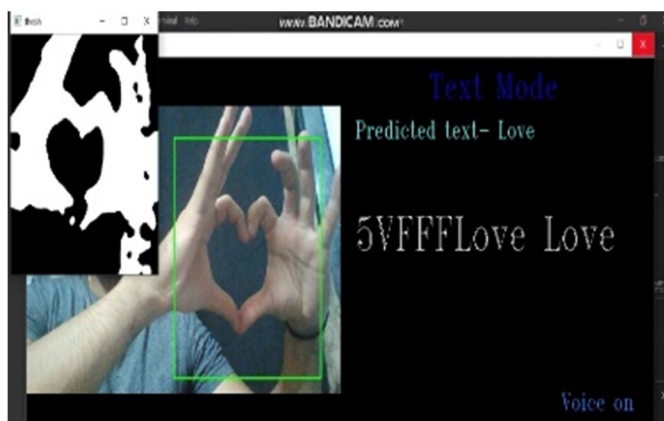 thresh
www.BANDICAM.com
Text Mode
Predicted text- Love
5VFFFLove Love
Voice on